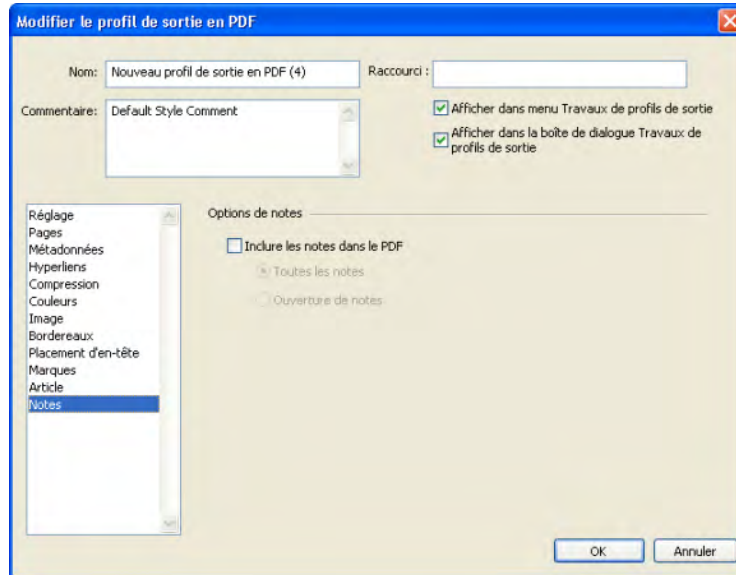 Modifier le profil de sortie en PDF
Nom: Nouveau profil de sortie en PDF (4) Raccourci :
Commentaire: Default Style Comment
Afficher dans menu Travaux de profils de sortie
Afficher dans la boîte de dialogue Travaux de
profils de sortie
Réglage
Pages
Métadonnées
Hyperliens
Compression
Couleurs
Image
Bordereaux
Placement d'en-tête
Marques
Article
Notes
Options de notes
Inclure les notes dans le PDF
Toutes les notes
Ouverture de notes
OK Annuler